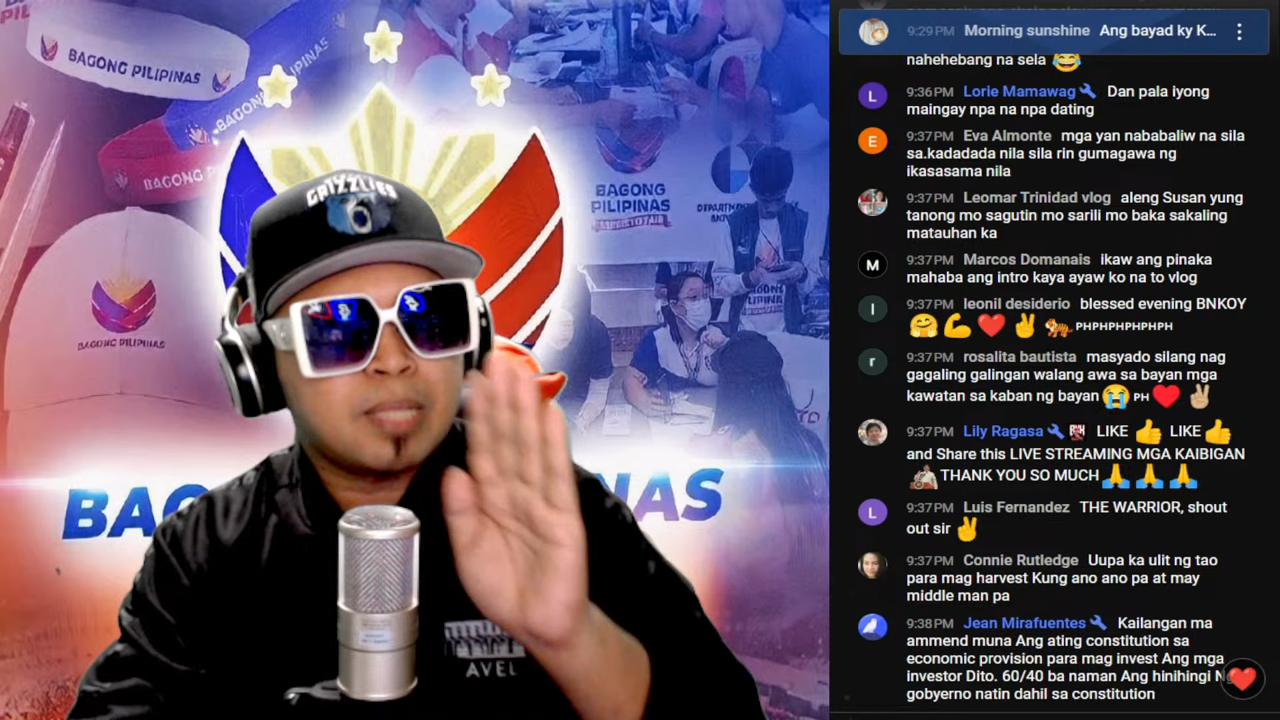 BAGONG PILIPINAS
BAGONG
BAGONG PILIPINAS
GRIZZLIES
BAGONG
PILIPINAS
AVEL
9:29 PM Morning sunshine Ang bayad ky K...
nahehebang na sela 😂
L 9:36 PM Lorie Mamawag 🔧 Dan pala iyong
maingay npa na npa dating
E 9:37 PM Eva Almonte mga yan nababaliw na sila
sa.kadadada nila sila rin gumagawa ng
ikasasama nila
9:37 PM Leomar Trinidad vlog aleng Susan yung
tanong mo sagutin mo sarili mo baka sakaling
matauhan ka
M 9:37 PM Marcos Domanais ikaw ang pinaka
mahaba ang intro kaya ayaw ko na to vlog
I 9:37 PM leonil desiderio blessed evening BNKOY
🤗💪❤️✌️🐅 PHPHPHPHPHPH
r 9:37 PM rosalita bautista masyado silang nag
gagaling galingan walang awa sa bayan mga
kawatan sa kaban ng bayan 😭 PH ❤️ ✌🏼
9:37 PM Lily Ragasa 🔧 LIKE 👍 LIKE 👍
and Share this LIVE STREAMING MGA KAIBIGAN
THANK YOU SO MUCH 🙏 🙏 🙏
L 9:37 PM Luis Fernandez THE WARRIOR, shout
out sir ✌️
9:37 PM Connie Rutledge Uupa ka ulit ng tao
para mag harvest Kung ano ano pa at may
middle man pa
9:38 PM Jean Mirafuentes 🔧 Kailangan ma
ammend muna Ang ating constitution sa
economic provision para mag invest Ang mga
investor Dito. 60/40 ba naman Ang hinihingi
gobyerno natin dahil sa constitution